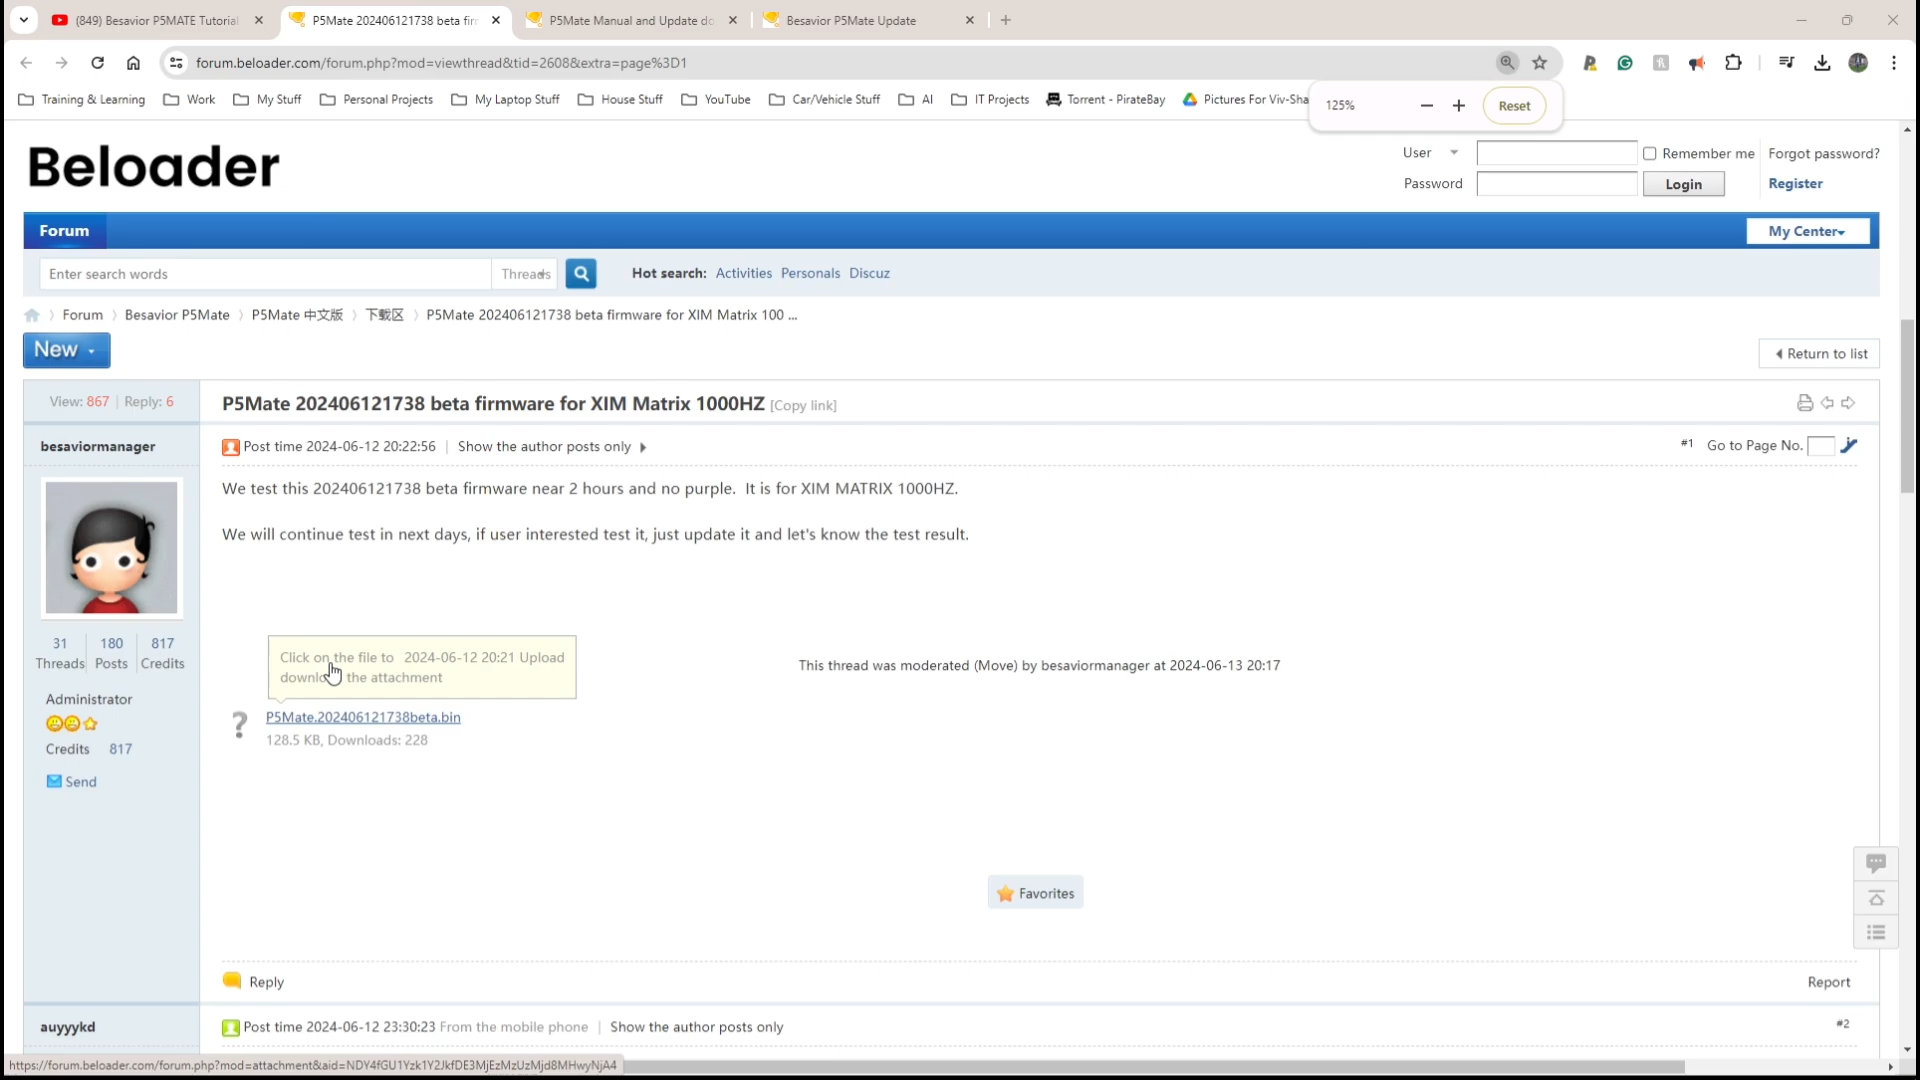 (849) Besavior P5MATE Tutorial
P5Mate 202406121738 beta firm
P5Mate Manual and Update do
Besavior P5Mate Update
forum.beloader.com/forum.php?mod=viewthread&tid=2608&extra=page%3D1
Training & Learning
Work
My Stuff
Personal Projects
My Laptop Stuff
House Stuff
YouTube
Car/Vehicle Stuff
AI
IT Projects
Torrent - PirateBay
Pictures For Viv-Sha
125%
Reset
Beloader
User
Remember me
Forgot password?
Password
Login
Register
Forum
My Center
Enter search words
Threads
Hot search: Activities Personals Discuz
Forum › Besavior P5Mate › P5Mate 中文版 › 下载区 › P5Mate 202406121738 beta firmware for XIM Matrix 100 ...
New
Return to list
View: 867 | Reply: 6
P5Mate 202406121738 beta firmware for XIM Matrix 1000HZ [Copy link]
besaviormanager
Post time 2024-06-12 20:22:56 | Show the author posts only
#1
Go to Page No.
We test this 202406121738 beta firmware near 2 hours and no purple. It is for XIM MATRIX 1000HZ.
We will continue test in next days, if user interested test it, just update it and let's know the test result.
31 180 817
Threads Posts Credits
Administrator
Credits 817
Send
Click on the file to 2024-06-12 20:21 Upload
download the attachment
This thread was moderated (Move) by besaviormanager at 2024-06-13 20:17
P5Mate.202406121738beta.bin
128.5 KB, Downloads: 228
Favorites
Reply
Report
auyyykd
Post time 2024-06-12 23:30:23 From the mobile phone | Show the author posts only
#2
https://forum.beloader.com/forum.php?mod=attachment&aid=NDY4fGU1Yzk1Y2JkfDE3MjEzMzUzMjd8MHwyNjA4